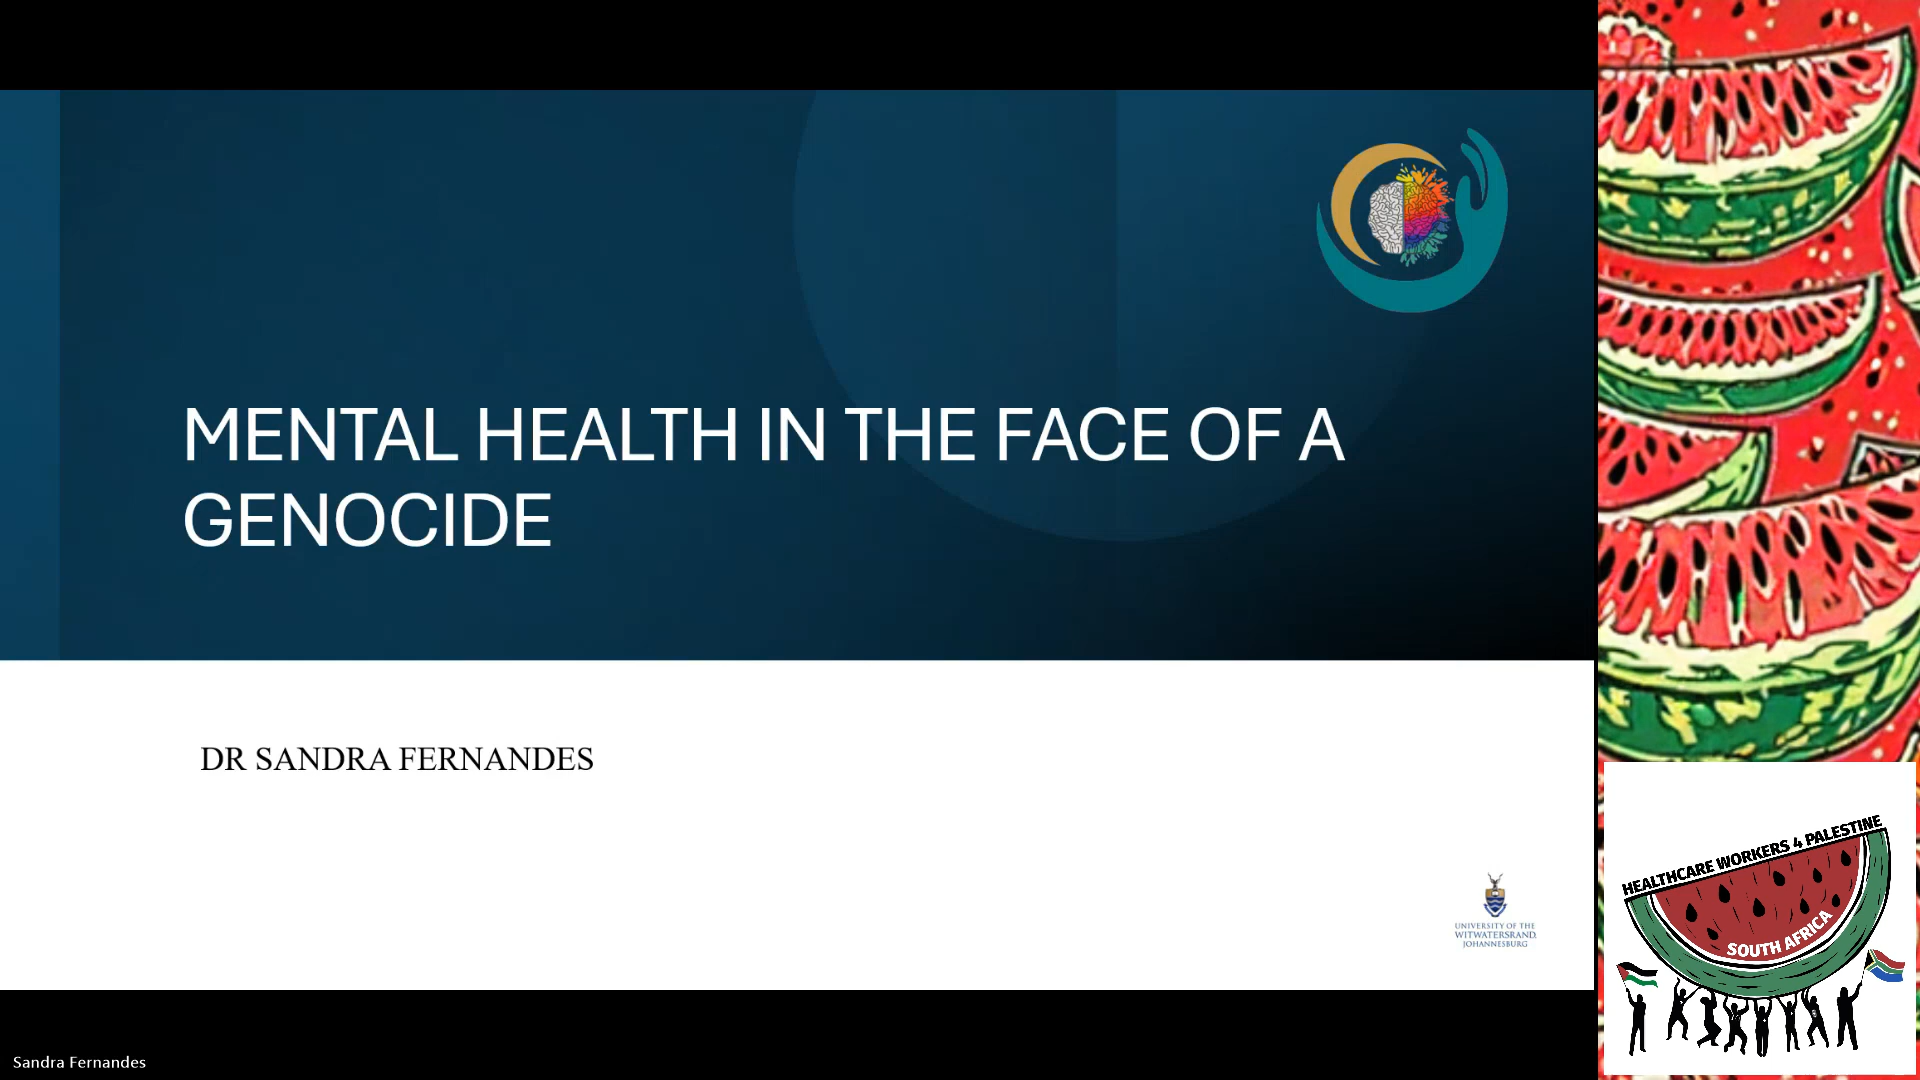 MENTAL HEALTH IN THE FACE OF A
GENOCIDE
DR SANDRA FERNANDES
UNIVERSITY OF THE
WITWATERSRAND,
JOHANNESBURG
HEALTHCARE WORKERS 4 PALESTINE
SOUTH AFRICA
Sandra Fernandes